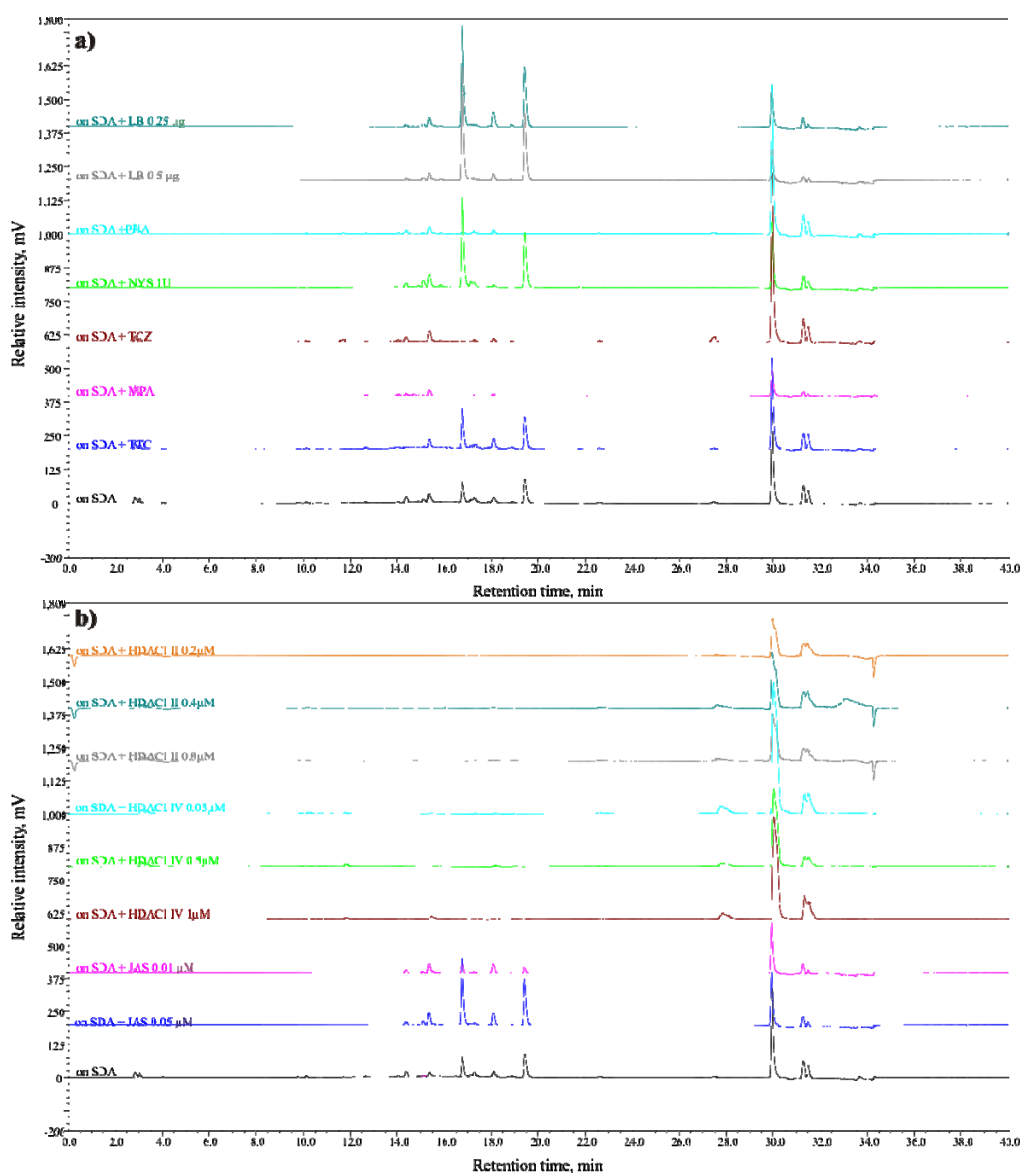 a)
Relative intensity, mV
1,800
1,625
1,500
1,375
1,250
1,125
1,000
875
750
625
500
375
250
125
0
-200
on SDA + LB 0.25 µg
on SDA + LB 0.5 µg
on SDA + NYS 1U
on SDA + TCZ
on SDA + MPA
on SDA + TTC
on SDA
0.0 2.0 4.0 6.0 8.0 10.0 12.0 14.0 16.0 18.0 20.0 22.0 24.0 26.0 28.0 30.0 32.0 34.0 36.0 38.0 40.0
Retention time, min
b)
Relative intensity, mV
1,800
1,625
1,500
1,375
1,250
1,125
1,000
875
750
625
500
375
250
125
0
-200
on SDA + HDACI II 0.2µM
on SDA + HDACI II 0.4µM
on SDA + HDACI II 0.8µM
on SDA + HDACI IV 0.05µM
on SDA + HDACI IV 0.5µM
on SDA + HDACI IV 1µM
on SDA + JAS 0.01 µM
on SDA + JAS 0.05 µM
on SDA
0.0 2.0 4.0 6.0 8.0 10.0 12.0 14.0 16.0 18.0 20.0 22.0 24.0 26.0 28.0 30.0 32.0 34.0 36.0 38.0 40.0
Retention time, min